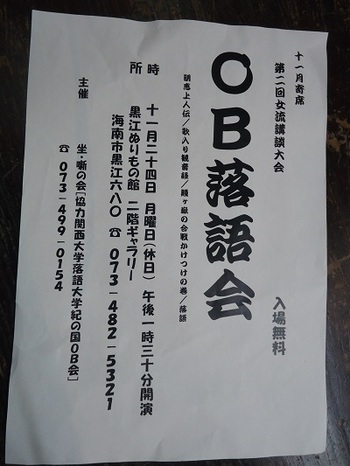 十一月寄席
第二回女流講談大会
OB落語会
入場無料
朝恵上人伝/歌入り観音経/賤ヶ嶽の合戦かけつけの場/落語
時 十一月二十四日 月曜日(休日) 午後一時三十分開演
所 黒江ぬりもの館 二階ギャラリー
海南市黒江六八〇 ☎ 073-482-5321
主催 坐・噺の会[協力関西大学落語大学紀の国OB会]
☎ 073-499-0154